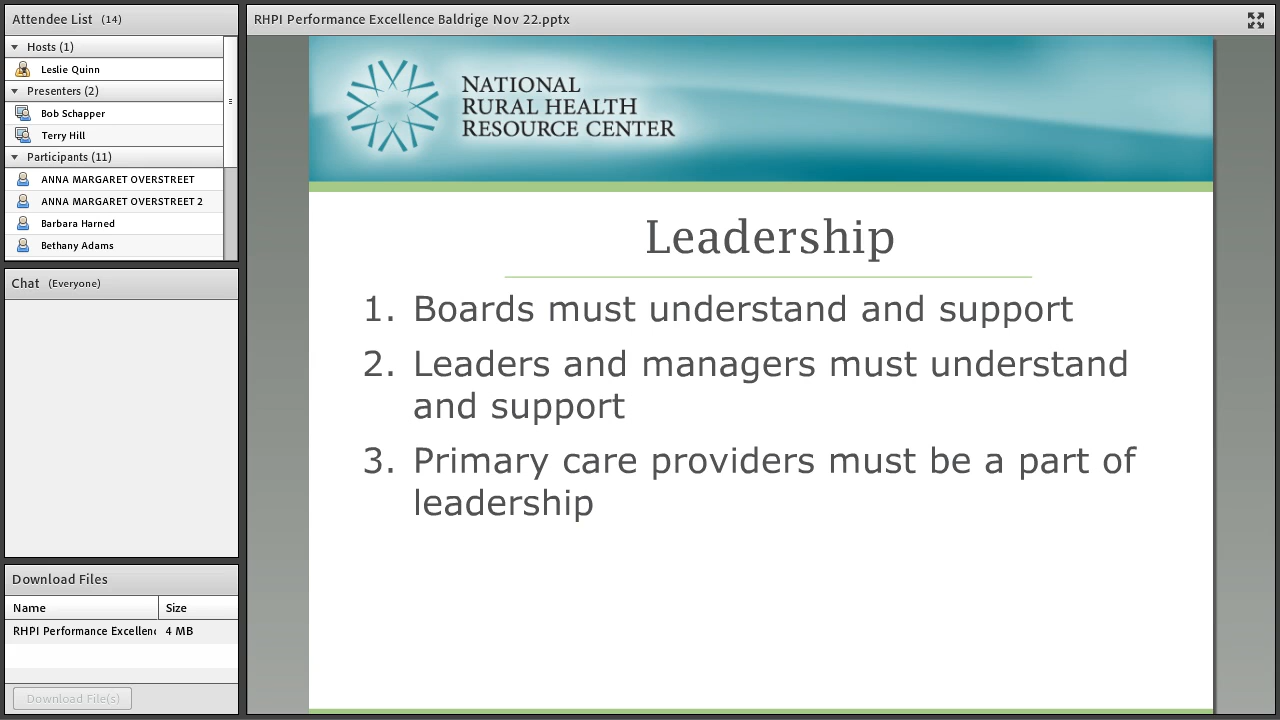 Attendee List (14)
Hosts (1)
Leslie Quinn
Presenters (2)
Bob Schapper
Terry Hill
Participants (11)
ANNA MARGARET OVERSTREET
ANNA MARGARET OVERSTREET 2
Barbara Harned
Bethany Adams
Chat (Everyone)
Download Files
Name Size
RHPI Performance Excellenc 4 MB
Download File(s)
RHPI Performance Excellence Baldrige Nov 22.pptx
NATIONAL
RURAL HEALTH
RESOURCE CENTER
Leadership
1. Boards must understand and support
2. Leaders and managers must understand
and support
3. Primary care providers must be a part of
leadership